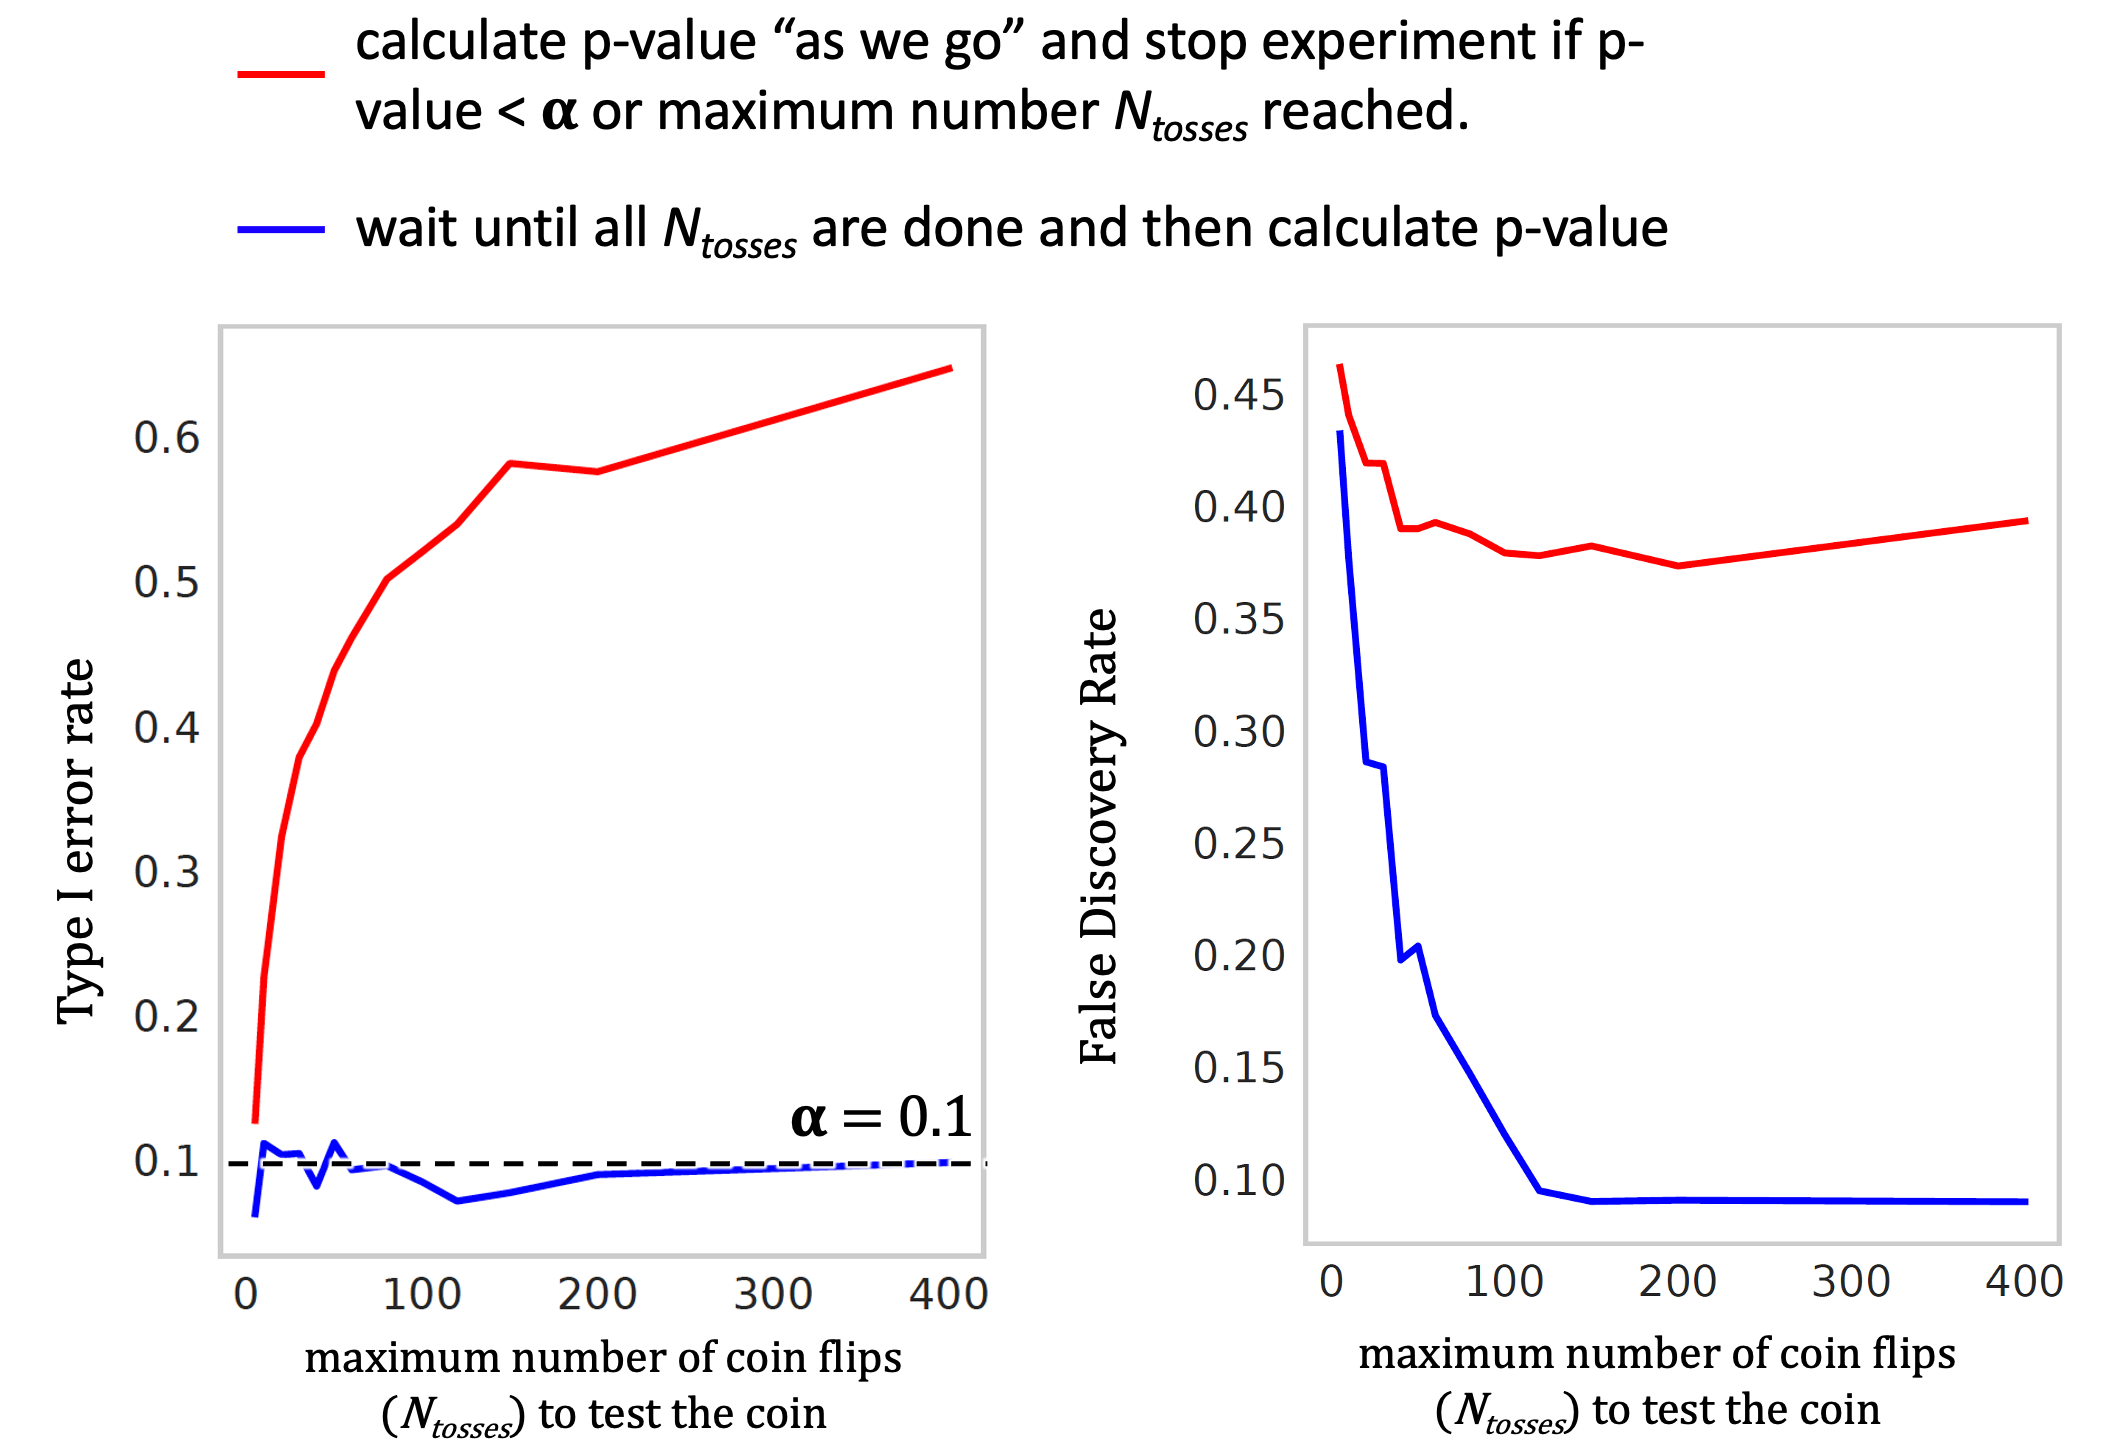 calculate p-value “as we go” and stop experiment if p-
value < α or maximum number Ntosses reached.
wait until all Ntosses are done and then calculate p-value
Type I error rate
0.6
0.5
0.4
0.3
0.2
0.1
α = 0.1
0 100 200 300 400
maximum number of coin flips
(Ntosses) to test the coin
False Discovery Rate
0.45
0.40
0.35
0.30
0.25
0.20
0.15
0.10
0 100 200 300 400
maximum number of coin flips
(Ntosses) to test the coin